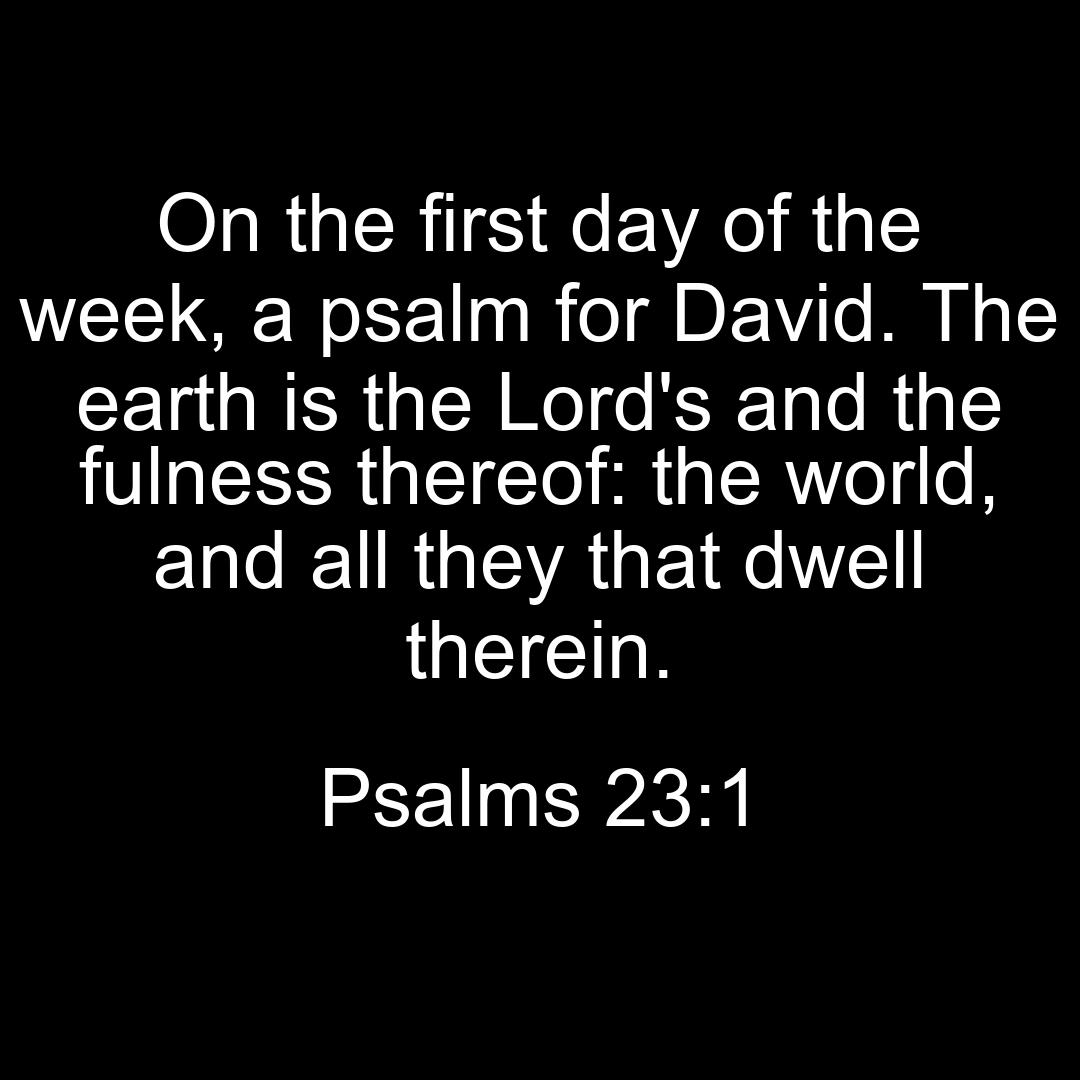 On the first day of the
week, a psalm for David. The
earth is the Lord's and the
fulness thereof: the world,
and all they that dwell
therein.
Psalms 23:1